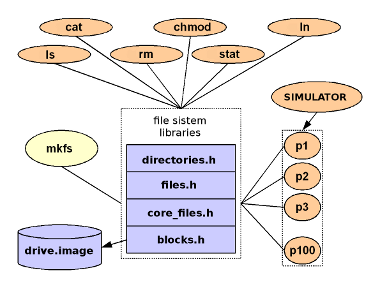 cat
chmod
ln
ls
rm
stat
SIMULATOR
file sistem
libraries
mkfs
directories.h
files.h
core_files.h
blocks.h
drive.image
p1
p2
p3
p100